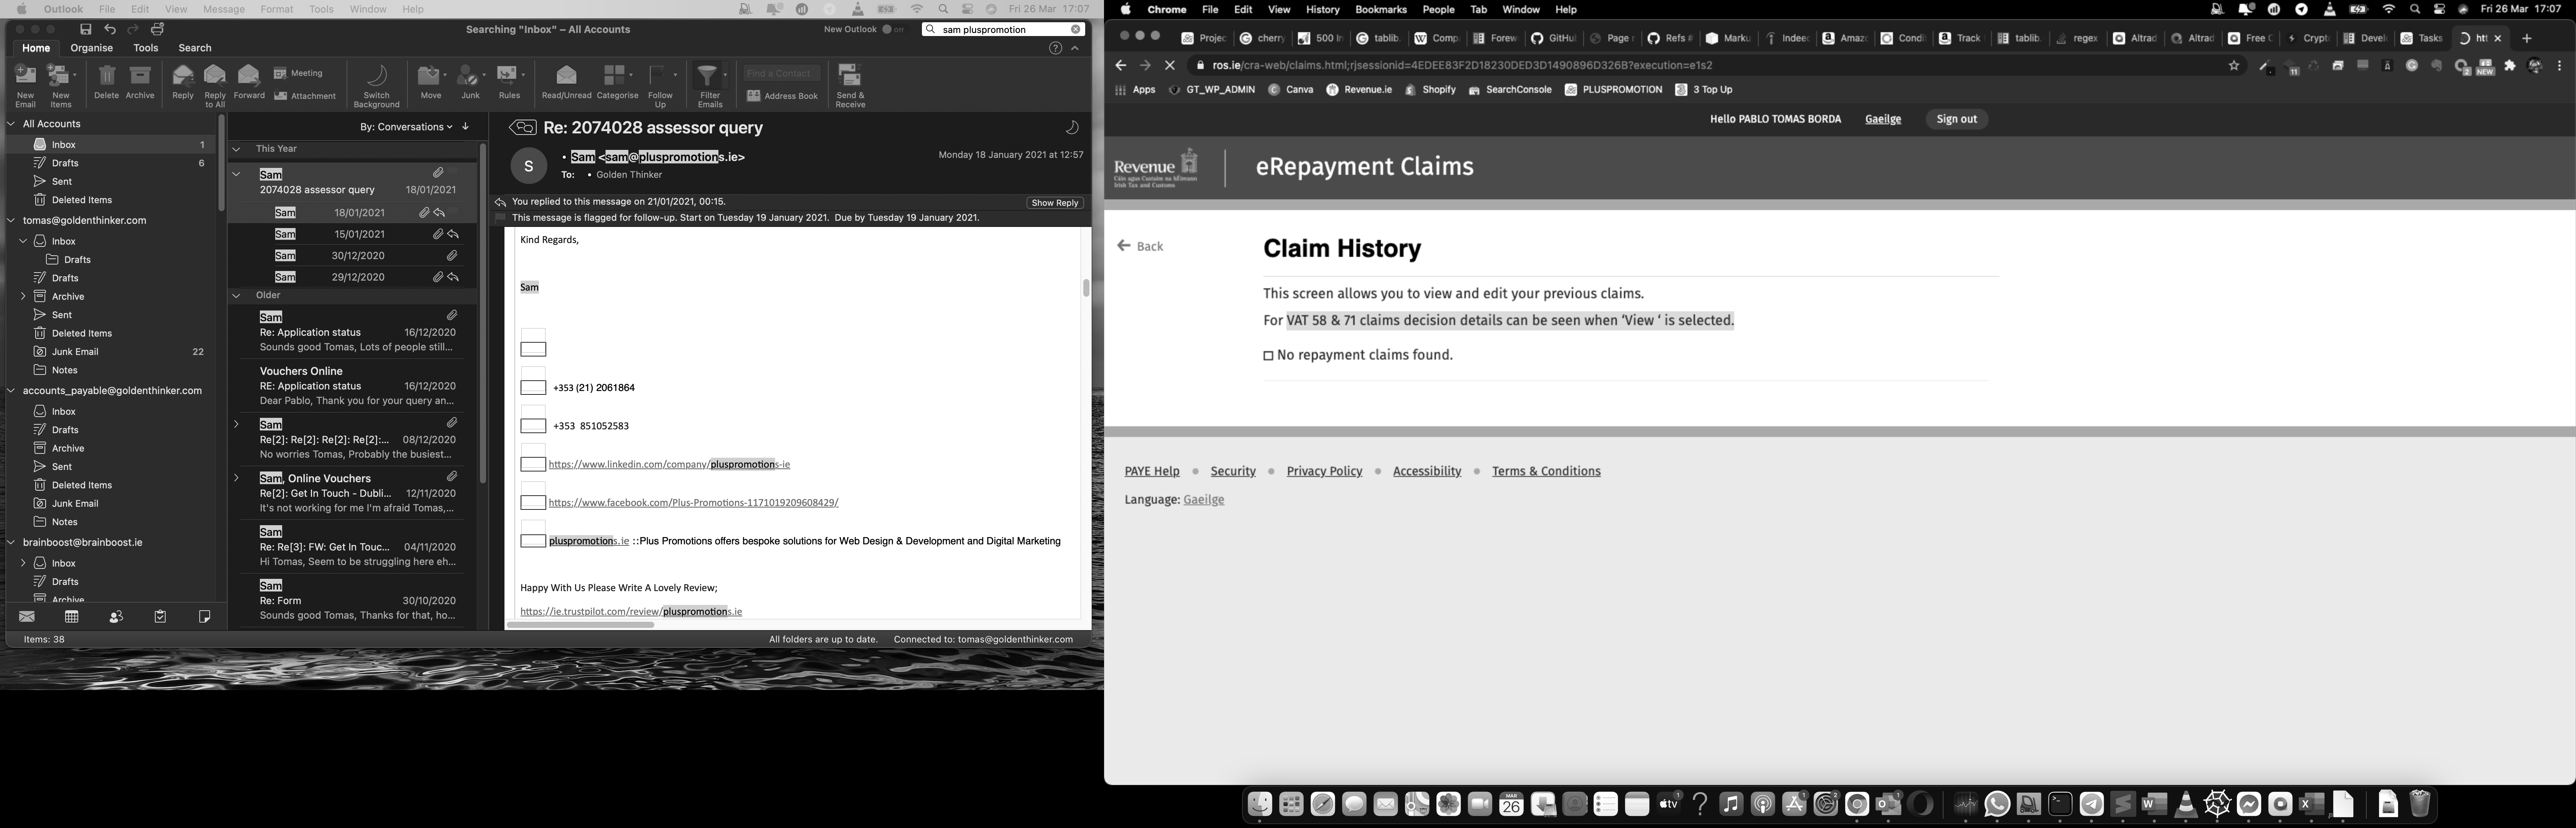 Outlook File Edit View Message Format Tools Window Help Fri 26 Mar 17:07
Searching "Inbox" – All Accounts
New Outlook
sam pluspromotion
Home Organise Tools Search
New Email
New Items
Delete
Archive
Reply
Reply to All
Forward
Meeting
Attachment
Switch Background
Move
Junk
Rules
Read/Unread
Categorise
Follow Up
Filter Emails
Find a Contact
Address Book
Send & Receive
All Accounts
Inbox 1
Drafts 6
Sent
Deleted Items
tomas@goldenthinker.com
Inbox
Drafts
Drafts
Archive
Sent
Deleted Items
Junk Email 22
Notes
accounts_payable@goldenthinker.com
Inbox
Drafts
Archive
Sent
Deleted Items
Junk Email
Notes
brainboost@brainboost.ie
Inbox
Drafts
Archive
Items: 38
By: Conversations
This Year
Sam
2074028 assessor query 18/01/2021
Sam 18/01/2021
Sam 15/01/2021
Sam 30/12/2020
Sam 29/12/2020
Older
Sam
Re: Application status 16/12/2020
Sounds good Tomas, Lots of people still...
Vouchers Online
RE: Application status 16/12/2020
Dear Pablo, Thank you for your query an...
Sam
Re[2]: Re[2]: Re[2]: Re[2]:... 08/12/2020
No worries Tomas, Probably the busiest...
Sam, Online Vouchers
Re[2]: Get In Touch - Dubli... 12/11/2020
It's not working for me I'm afraid Tomas,...
Sam
Re: Re[3]: FW: Get In Touc... 04/11/2020
Hi Tomas, Seem to be struggling here eh...
Sam
Re: Form 30/10/2020
Sounds good Tomas, Thanks for that, ho...
Re: 2074028 assessor query
S
Sam <sam@pluspromotions.ie>
Monday 18 January 2021 at 12:57
To: Golden Thinker
You replied to this message on 21/01/2021, 00:15.
Show Reply
This message is flagged for follow-up. Start on Tuesday 19 January 2021. Due by Tuesday 19 January 2021.
Kind Regards,
Sam
+353 (21) 2061864
+353 851052583
https://www.linkedin.com/company/pluspromotions-ie
https://www.facebook.com/Plus-Promotions-1171019209608429/
pluspromotions.ie ::Plus Promotions offers bespoke solutions for Web Design & Development and Digital Marketing
Happy With Us Please Write A Lovely Review;
https://ie.trustpilot.com/review/pluspromotions.ie
All folders are up to date. Connected to: tomas@goldenthinker.com
Chrome File Edit View History Bookmarks People Tab Window Help Fri 26 Mar 17:07
Projec cherry 500 In tablib. Comp Forew GitHu Page n Refs # Marku Indeed Amaz Condi Track tablib. regex Altrad Altrad Free C Crypt Devel Tasks htt
ros.ie/cra-web/claims.html;rjsessionid=4EDEE83F2D18230DED3D1490896D326B?execution=e1s2
11 2 NEW
Apps GT_WP_ADMIN Canva Revenue.ie Shopify SearchConsole PLUSPROMOTION 3 Top Up
Hello PABLO TOMAS BORDA Gaeilge Sign out
Revenue
Cáin agus Custaim na hÉireann
Irish Tax and Customs
eRepayment Claims
Back
Claim History
This screen allows you to view and edit your previous claims.
For VAT 58 & 71 claims decision details can be seen when ‘View ‘ is selected.
No repayment claims found.
PAYE Help Security Privacy Policy Accessibility Terms & Conditions
Language: Gaeilge
MAR
26
tv